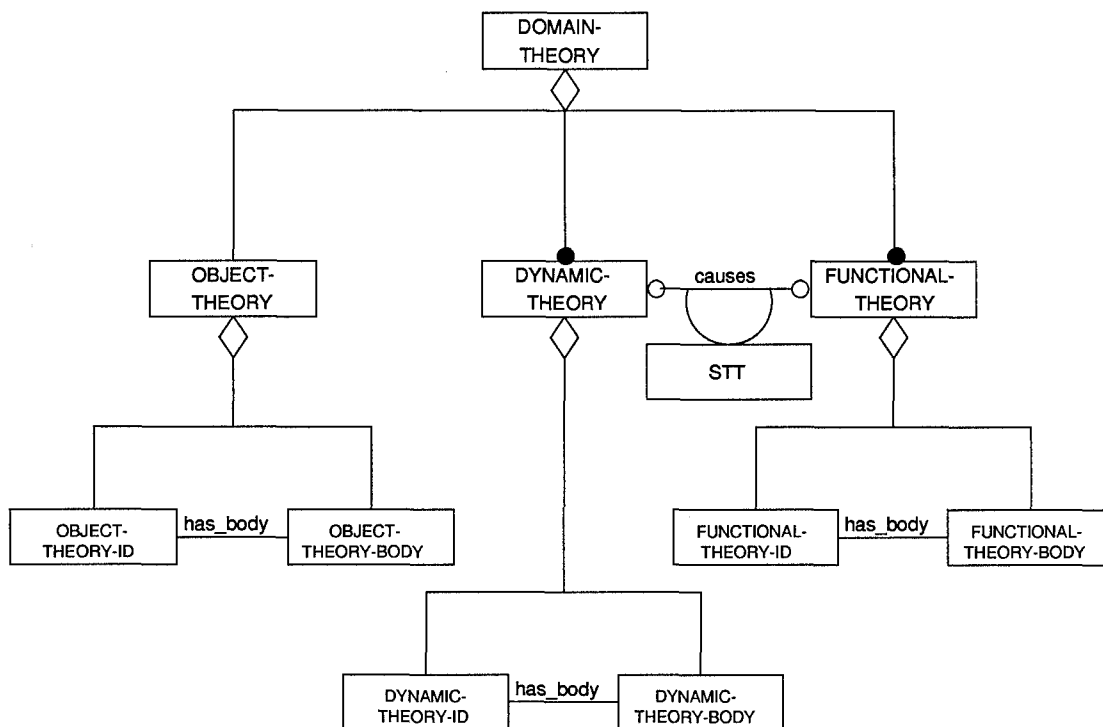 DOMAIN-
THEORY
OBJECT-
THEORY
DYNAMIC-
THEORY
causes
FUNCTIONAL-
THEORY
STT
OBJECT-
THEORY-ID
has_body
OBJECT-
THEORY-BODY
FUNCTIONAL-
THEORY-ID
has_body
FUNCTIONAL-
THEORY-BODY
DYNAMIC-
THEORY-ID
has_body
DYNAMIC-
THEORY-BODY